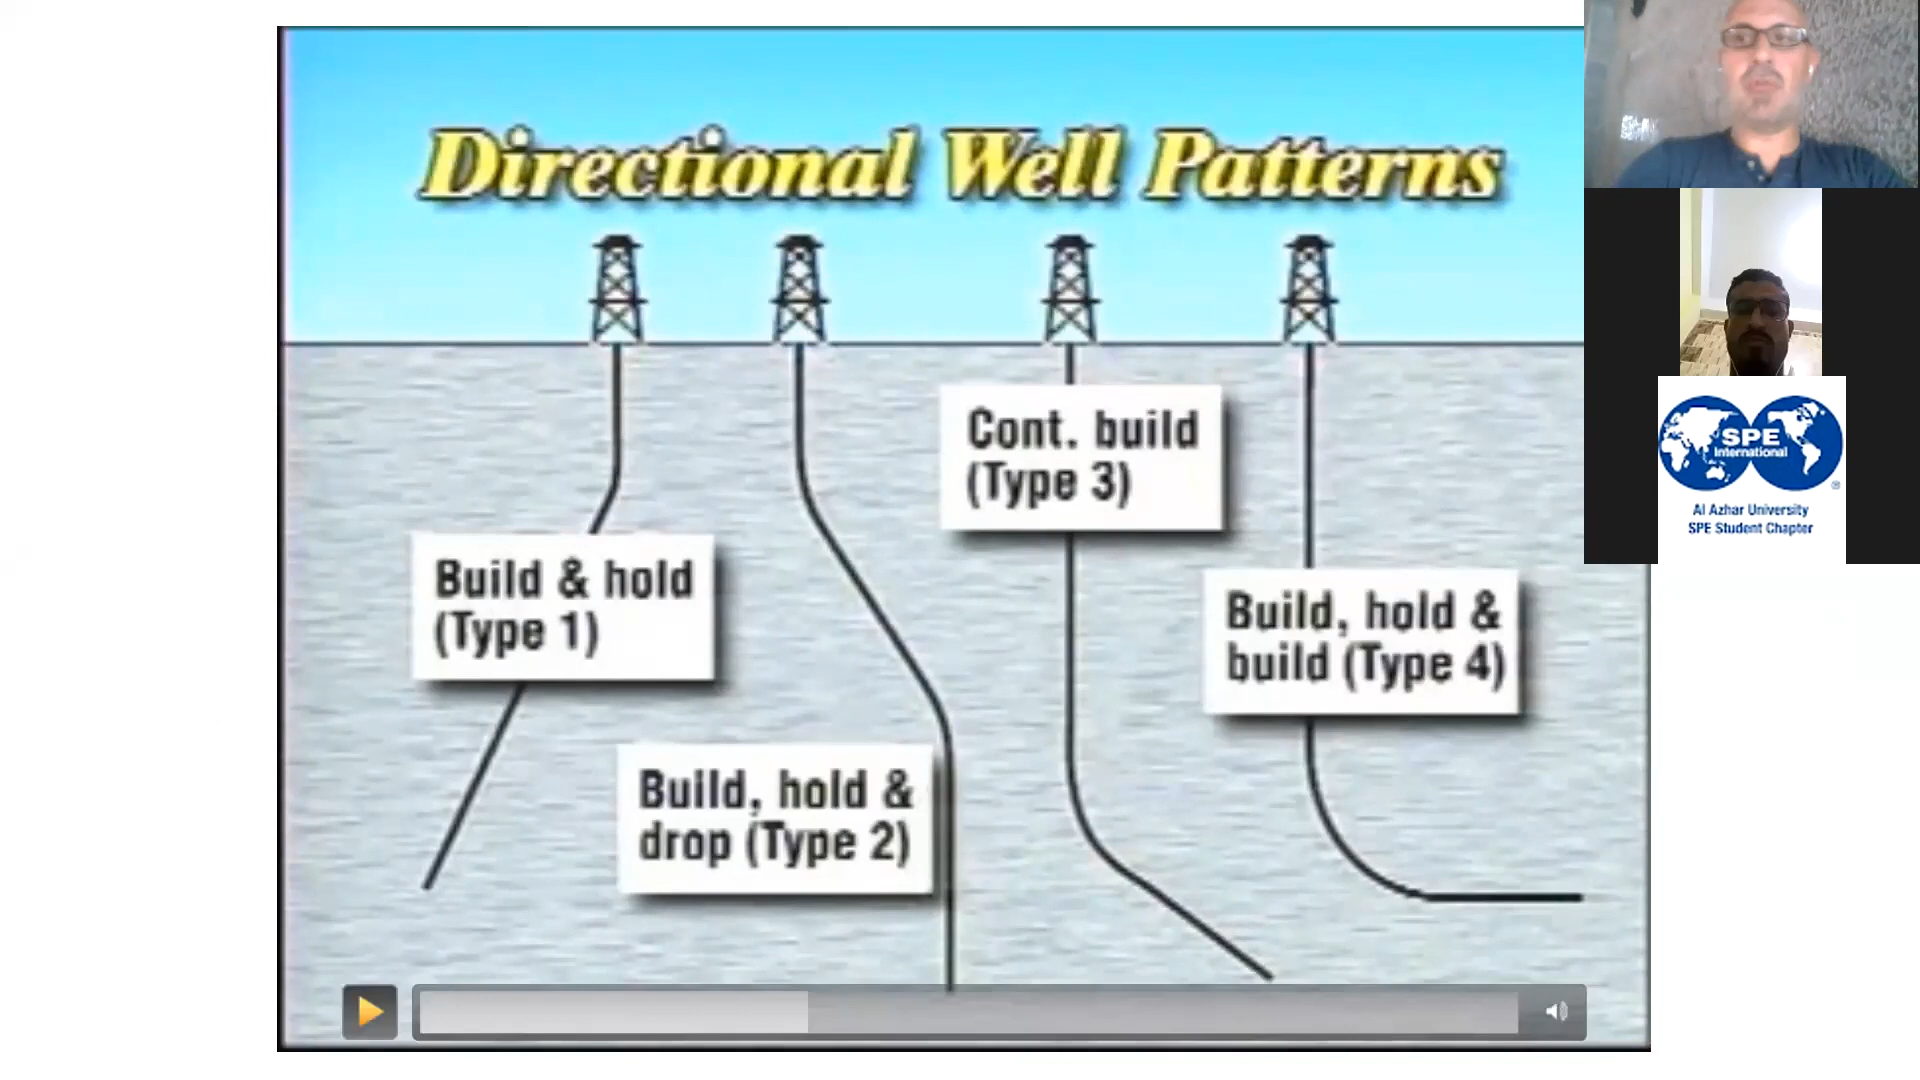 Directional Well Patterns
Cont. build
(Type 3)
Build & hold
(Type 1)
Build, hold &
build (Type 4)
Build, hold &
drop (Type 2)
SPE
International
®
Al Azhar University
SPE Student Chapter